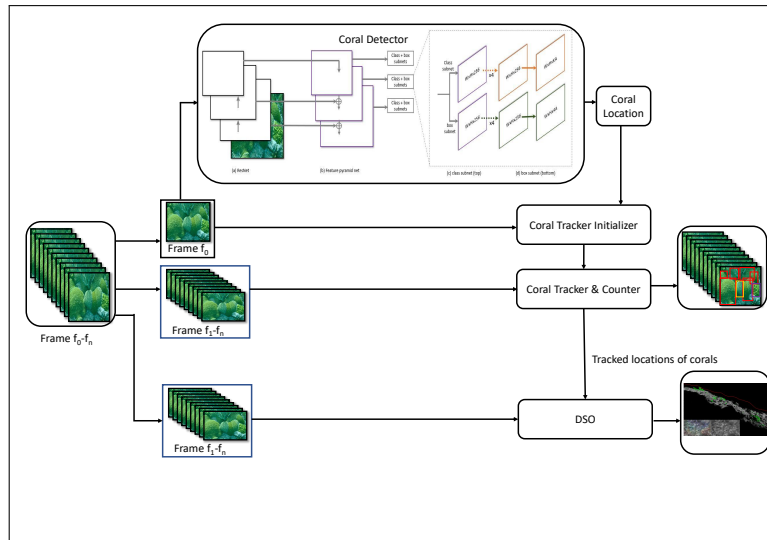 Coral Detector
Class + box
subnets
Class + box
subnets
Class + box
subnets
Class
subnet
x4
box
subnet
x4
(a) Resnet
(b) Feature pyramid net
(c) class subnet (top)
(d) box subnet (bottom)
Coral
Location
Frame f0
Coral Tracker Initializer
Frame f1-fn
Coral Tracker & Counter
Frame f0-fn
Tracked locations of corals
Frame f1-fn
DSO